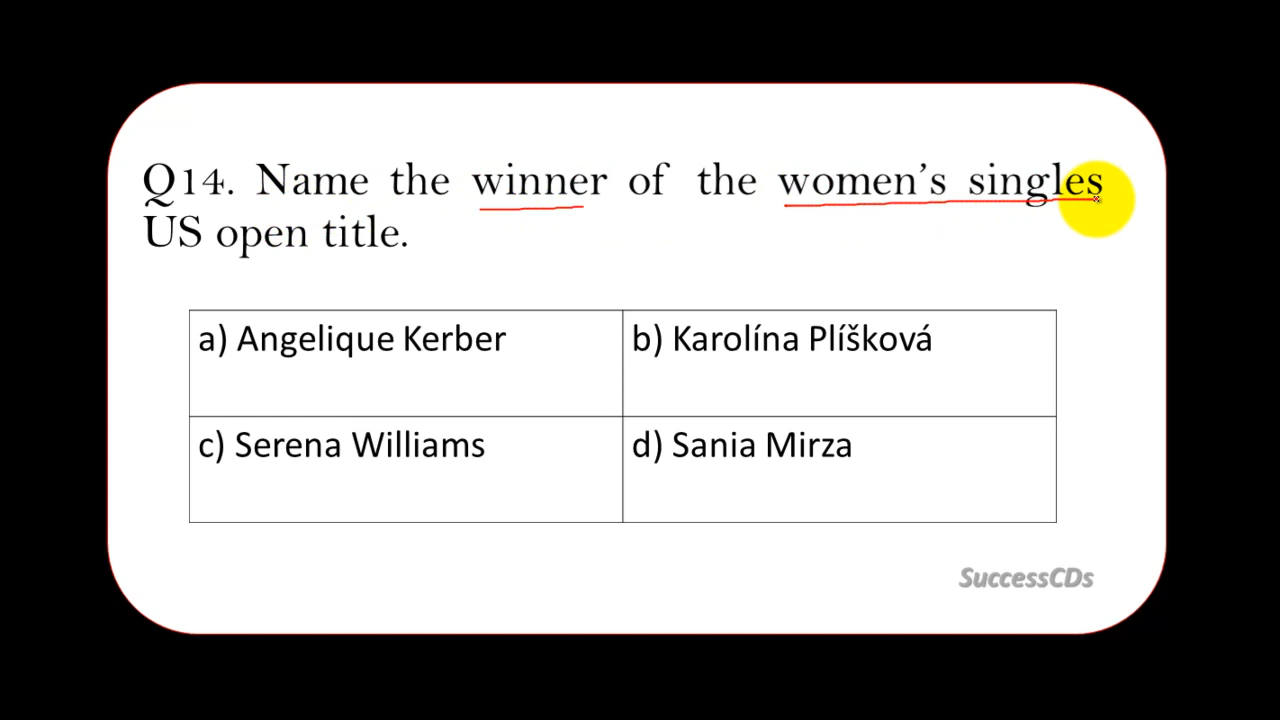 Q14. Name the winner of the women's singles
US open title.
a) Angelique Kerber
b) Karolína Plíšková
c) Serena Williams
d) Sania Mirza
SuccessCDs